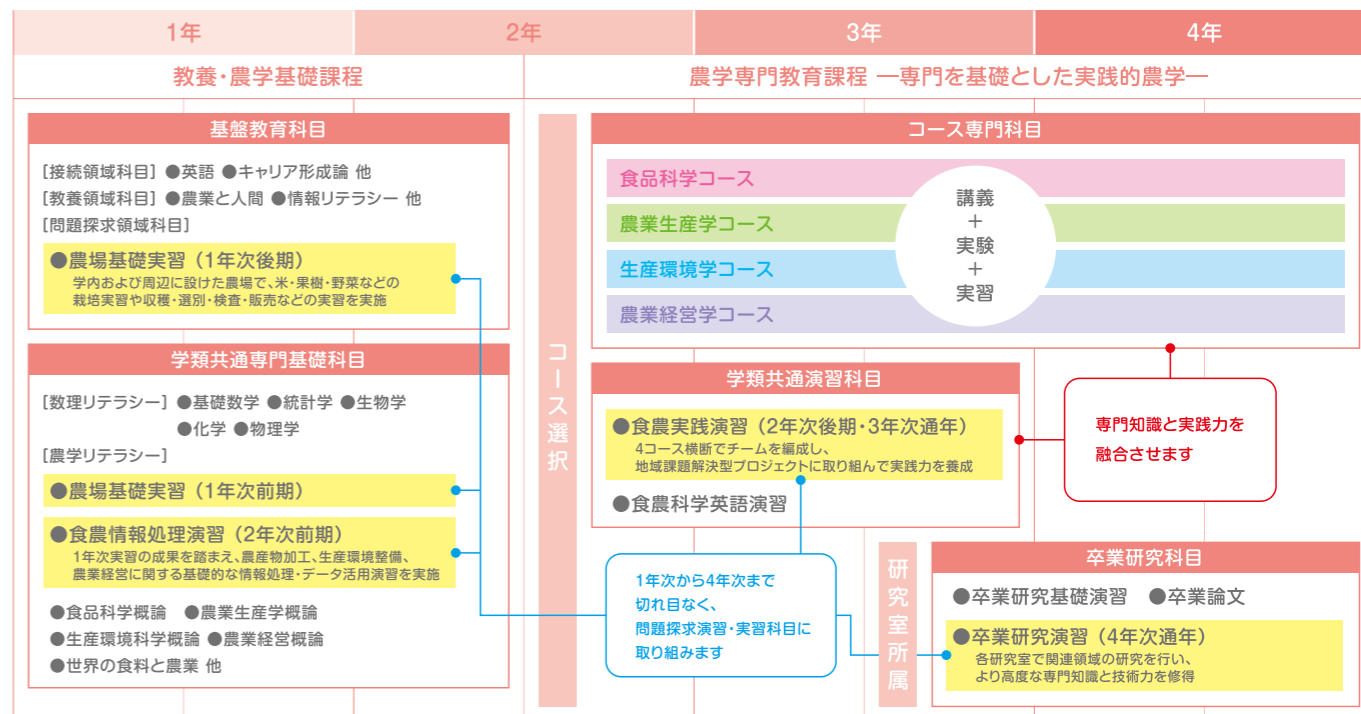 1年
2年
3年
4年
教養・農学基礎課程
農学専門教育課程 ―専門を基礎とした実践的農学―
基盤教育科目
[接続領域科目] ●英語 ●キャリア形成論 他
[教養領域科目] ●農業と人間 ●情報リテラシー 他
[問題探求領域科目]
●農場基礎実習（1年次後期）
学内および周辺に設けた農場で、米・果樹・野菜などの
栽培実習や収穫・選別・検査・販売などの実習を実施
学類共通専門基礎科目
[数理リテラシー] ●基礎数学 ●統計学 ●生物学
●化学 ●物理学
[農学リテラシー]
●農場基礎実習（1年次前期）
●食農情報処理演習（2年次前期）
1年次実習の成果を踏まえ、農産物加工、生産環境整備、
農業経営に関する基礎的な情報処理・データ活用演習を実施
●食品科学概論 ●農業生産学概論
●生産環境科学概論 ●農業経営概論
●世界の食料と農業 他
コース選択
コース専門科目
食品科学コース
農業生産学コース
生産環境学コース
農業経営学コース
講義
＋
実験
＋
実習
学類共通演習科目
●食農実践演習（2年次後期・3年次通年）
4コース横断でチームを編成し、
地域課題解決型プロジェクトに取り組んで実践力を養成
●食農科学英語演習
専門知識と実践力を
融合させます
1年次から4年次まで
切れ目なく、
問題探求演習・実習科目に
取り組みます
研究室所属
卒業研究科目
●卒業研究基礎演習 ●卒業論文
●卒業研究演習（4年次通年）
各研究室で関連領域の研究を行い、
より高度な専門知識と技術力を修得